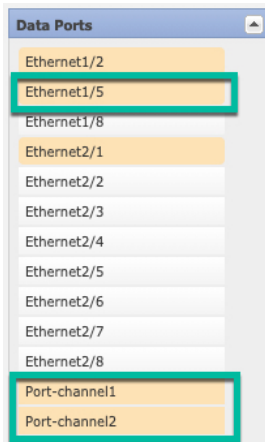 Data Ports
Ethernet1/2
Ethernet1/5
Ethernet1/8
Ethernet2/1
Ethernet2/2
Ethernet2/3
Ethernet2/4
Ethernet2/5
Ethernet2/6
Ethernet2/7
Ethernet2/8
Port-channel1
Port-channel2